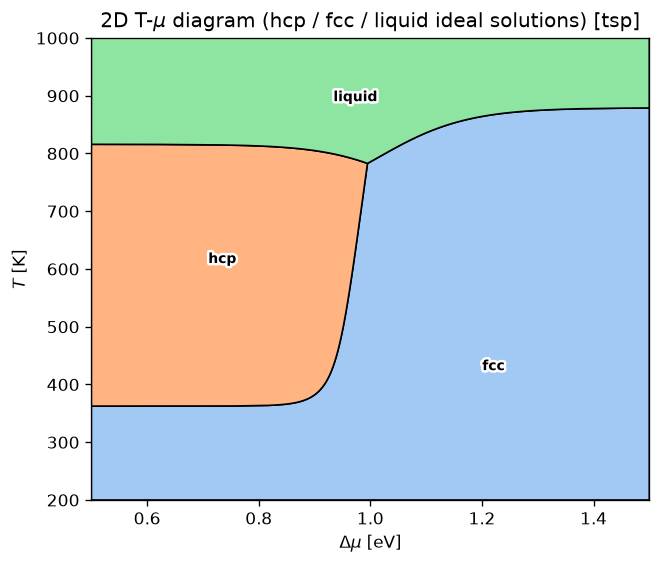 2D T-μ diagram (hcp / fcc / liquid ideal solutions) [tsp]
1000
900
800
700
600
500
400
300
200
T [K]
liquid
hcp
fcc
0.6
0.8
1.0
1.2
1.4
Δμ [eV]